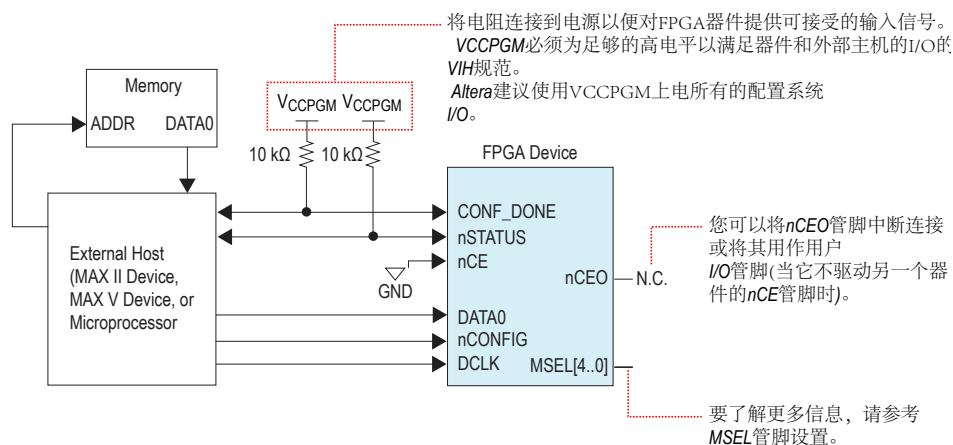 将电阻连接到电源以便对FPGA器件提供可接受的输入信号。
VCCPGM必须为足够的高电平以满足器件和外部主机的I/O的
VIH规范。
Altera建议使用VCCPGM上电所有的配置系统
I/O。
Memory
ADDR DATA0
VCCPGM VCCPGM
10 kΩ 10 kΩ
FPGA Device
CONF_DONE
nSTATUS
nCE
GND
nCEO
N.C.
External Host
(MAX II Device,
MAX V Device, or
Microprocessor
DATA0
nCONFIG
DCLK
MSEL[4..0]
您可以将nCEO管脚中断连接
或将其用作用户
I/O管脚(当它不驱动另一个器
件的nCE管脚时)。
要了解更多信息，请参考
MSEL管脚设置。